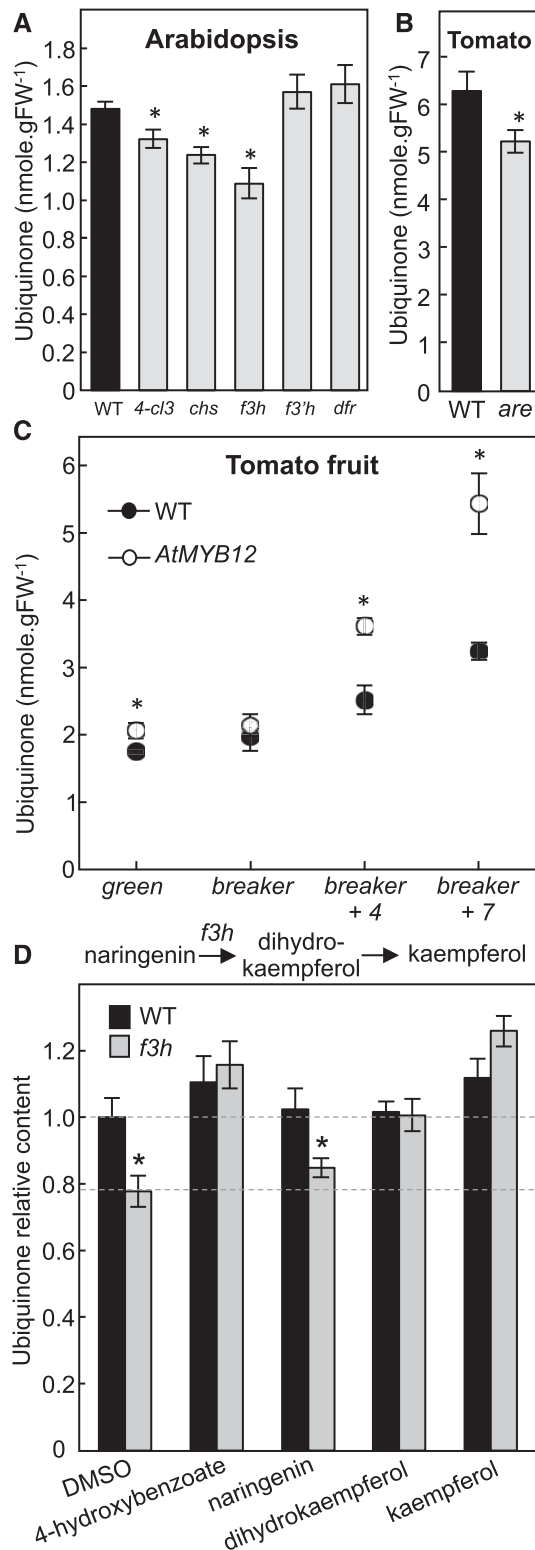 A
Arabidopsis
Ubiquinone (nmole.gFW-1)
1.8
1.6
1.4
1.2
1.0
0.8
0.6
0.4
0.2
0
*
*
*
WT 4-cl3 chs f3h f3'h dfr
B
Tomato
Ubiquinone (nmole.gFW-1)
7
6
5
4
3
2
1
0
*
WT are
C
Tomato fruit
WT
AtMYB12
Ubiquinone (nmole.gFW-1)
6
5
4
3
2
1
0
*
*
*
green breaker breaker + 4 breaker + 7
D
naringenin f3h dihydro-kaempferol kaempferol
WT
f3h
Ubiquinone relative content
1.2
1.0
0.8
0.6
0.4
0.2
0
*
*
DMSO
4-hydroxybenzoate
naringenin
dihydrokaempferol
kaempferol